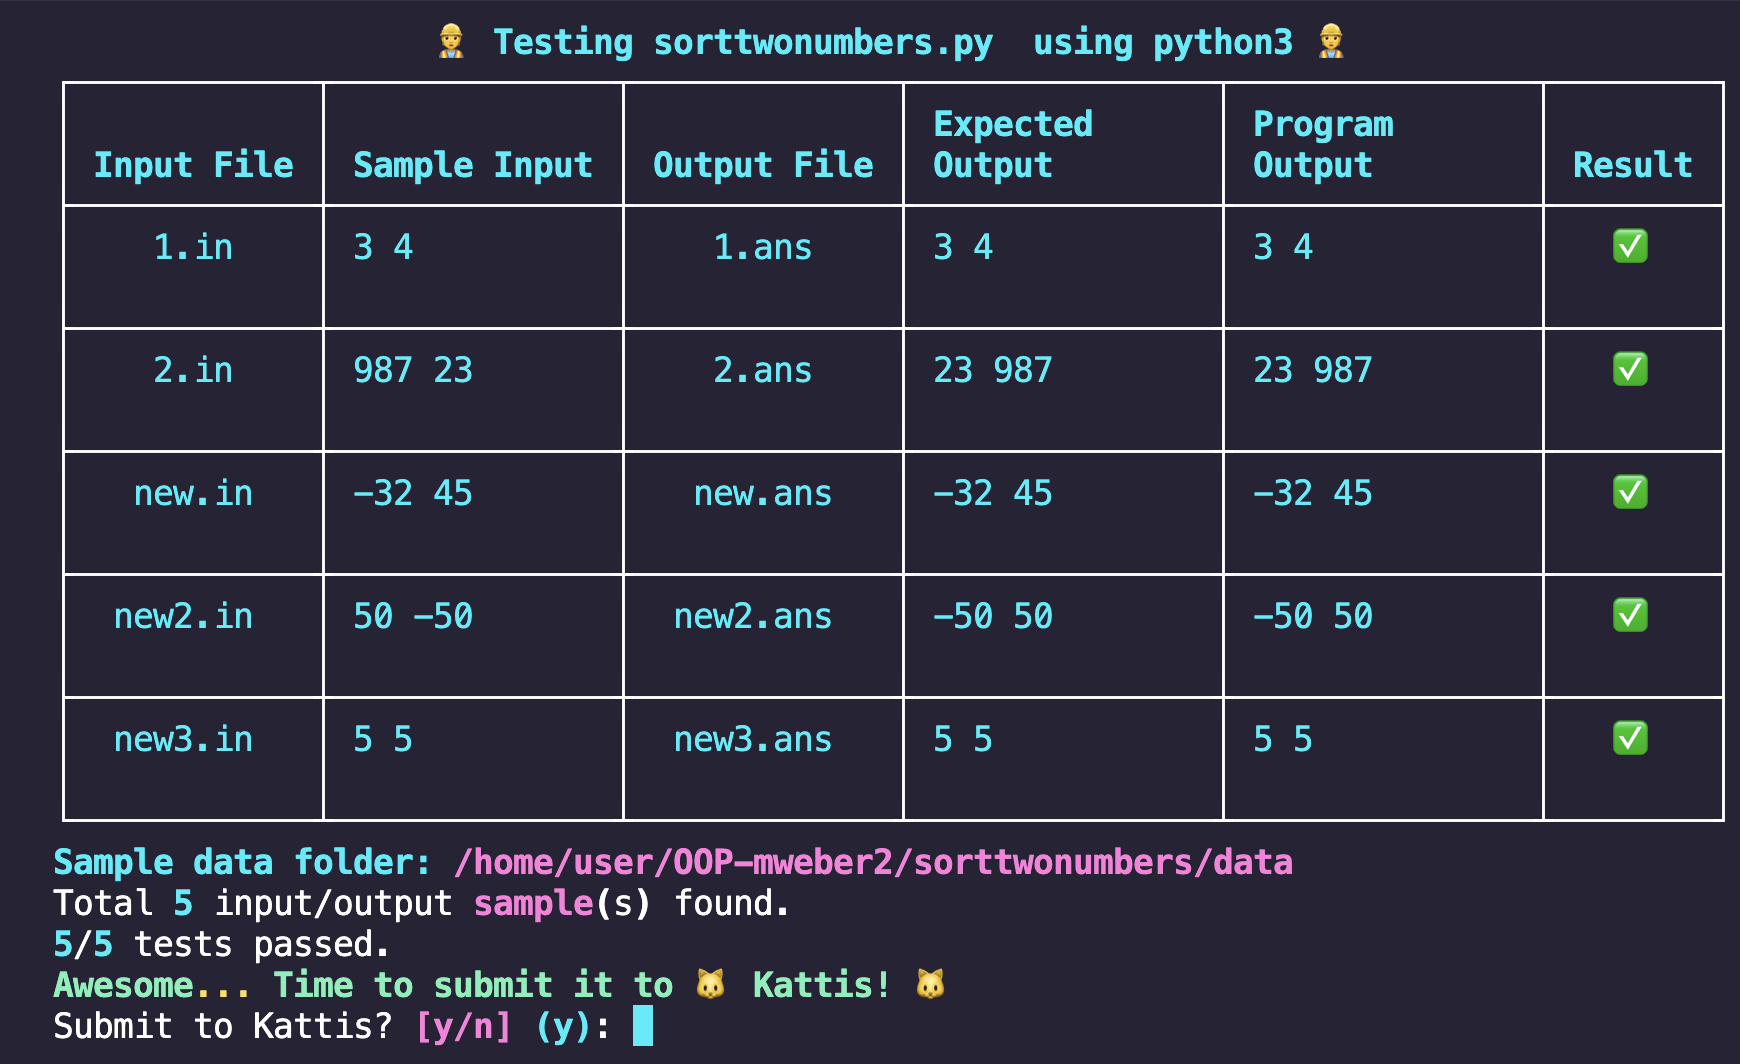 Testing sorttwonumbers.py  using python3
Input File Sample Input Output File Expected Output Program Output Result
1.in 3 4 1.ans 3 4 3 4
2.in 987 23 2.ans 23 987 23 987
new.in -32 45 new.ans -32 45 -32 45
new2.in 50 -50 new2.ans -50 50 -50 50
new3.in 5 5 new3.ans 5 5 5 5
Sample data folder: /home/user/OOP-mweber2/sorttwonumbers/data
Total 5 input/output sample(s) found.
5/5 tests passed.
Awesome... Time to submit it to 🐱 Kattis! 🐱
Submit to Kattis? [y/n] (y):